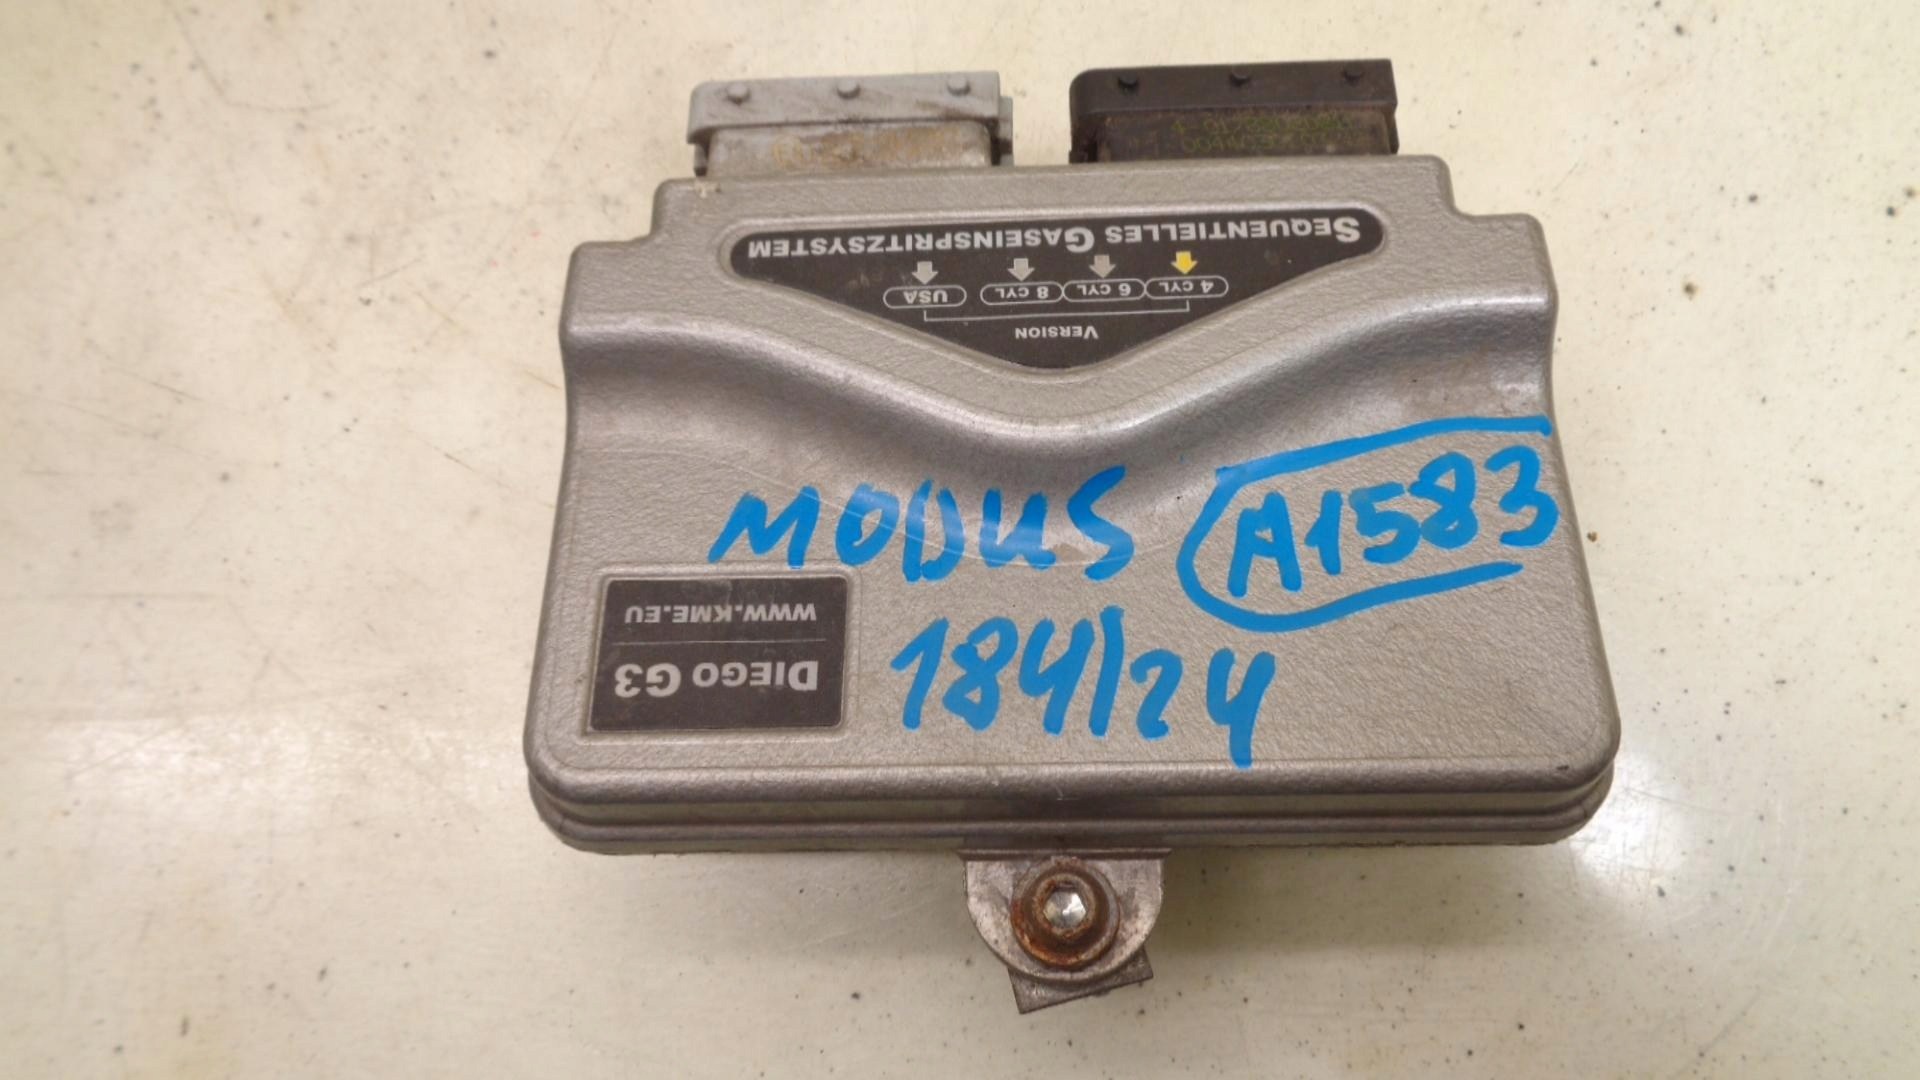 SEQUENTIELLES GASEINSPRITZSYSTEM
4 CYL 6 CYL 8 CYL USA
VERSION
MODUS A1583
184/24
DIEGO G3
WWW.KME.EU